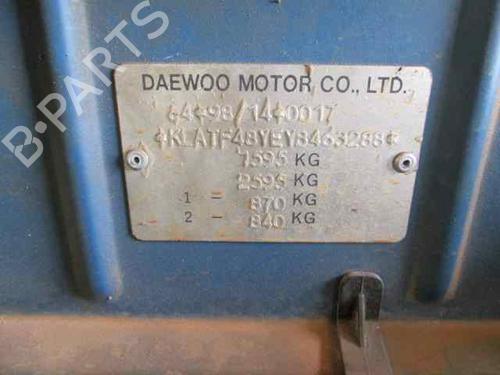 B-PARTS
DAEWOO MOTOR CO., LTD.
e4*98/14*0017
*KLATF48YEYB463288*
1595 KG
2595 KG
1 - 870 KG
2 - 840 KG